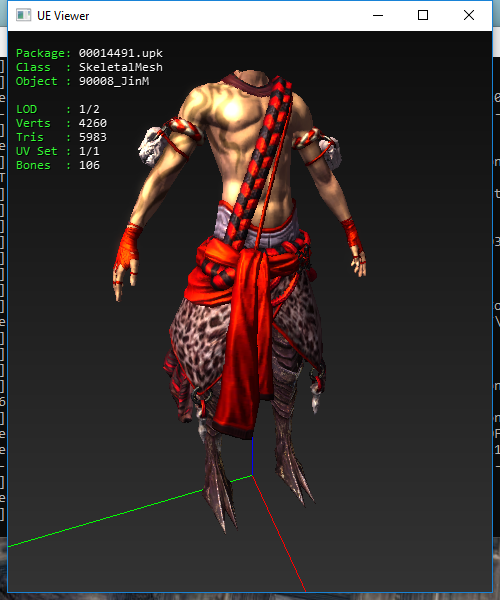 UE Viewer
Package: 00014491.upk
Class  : SkeletalMesh
Object : 90008_JinM
LOD    : 1/2
Verts  : 4260
Tris   : 5983
UV Set : 1/1
Bones  : 106